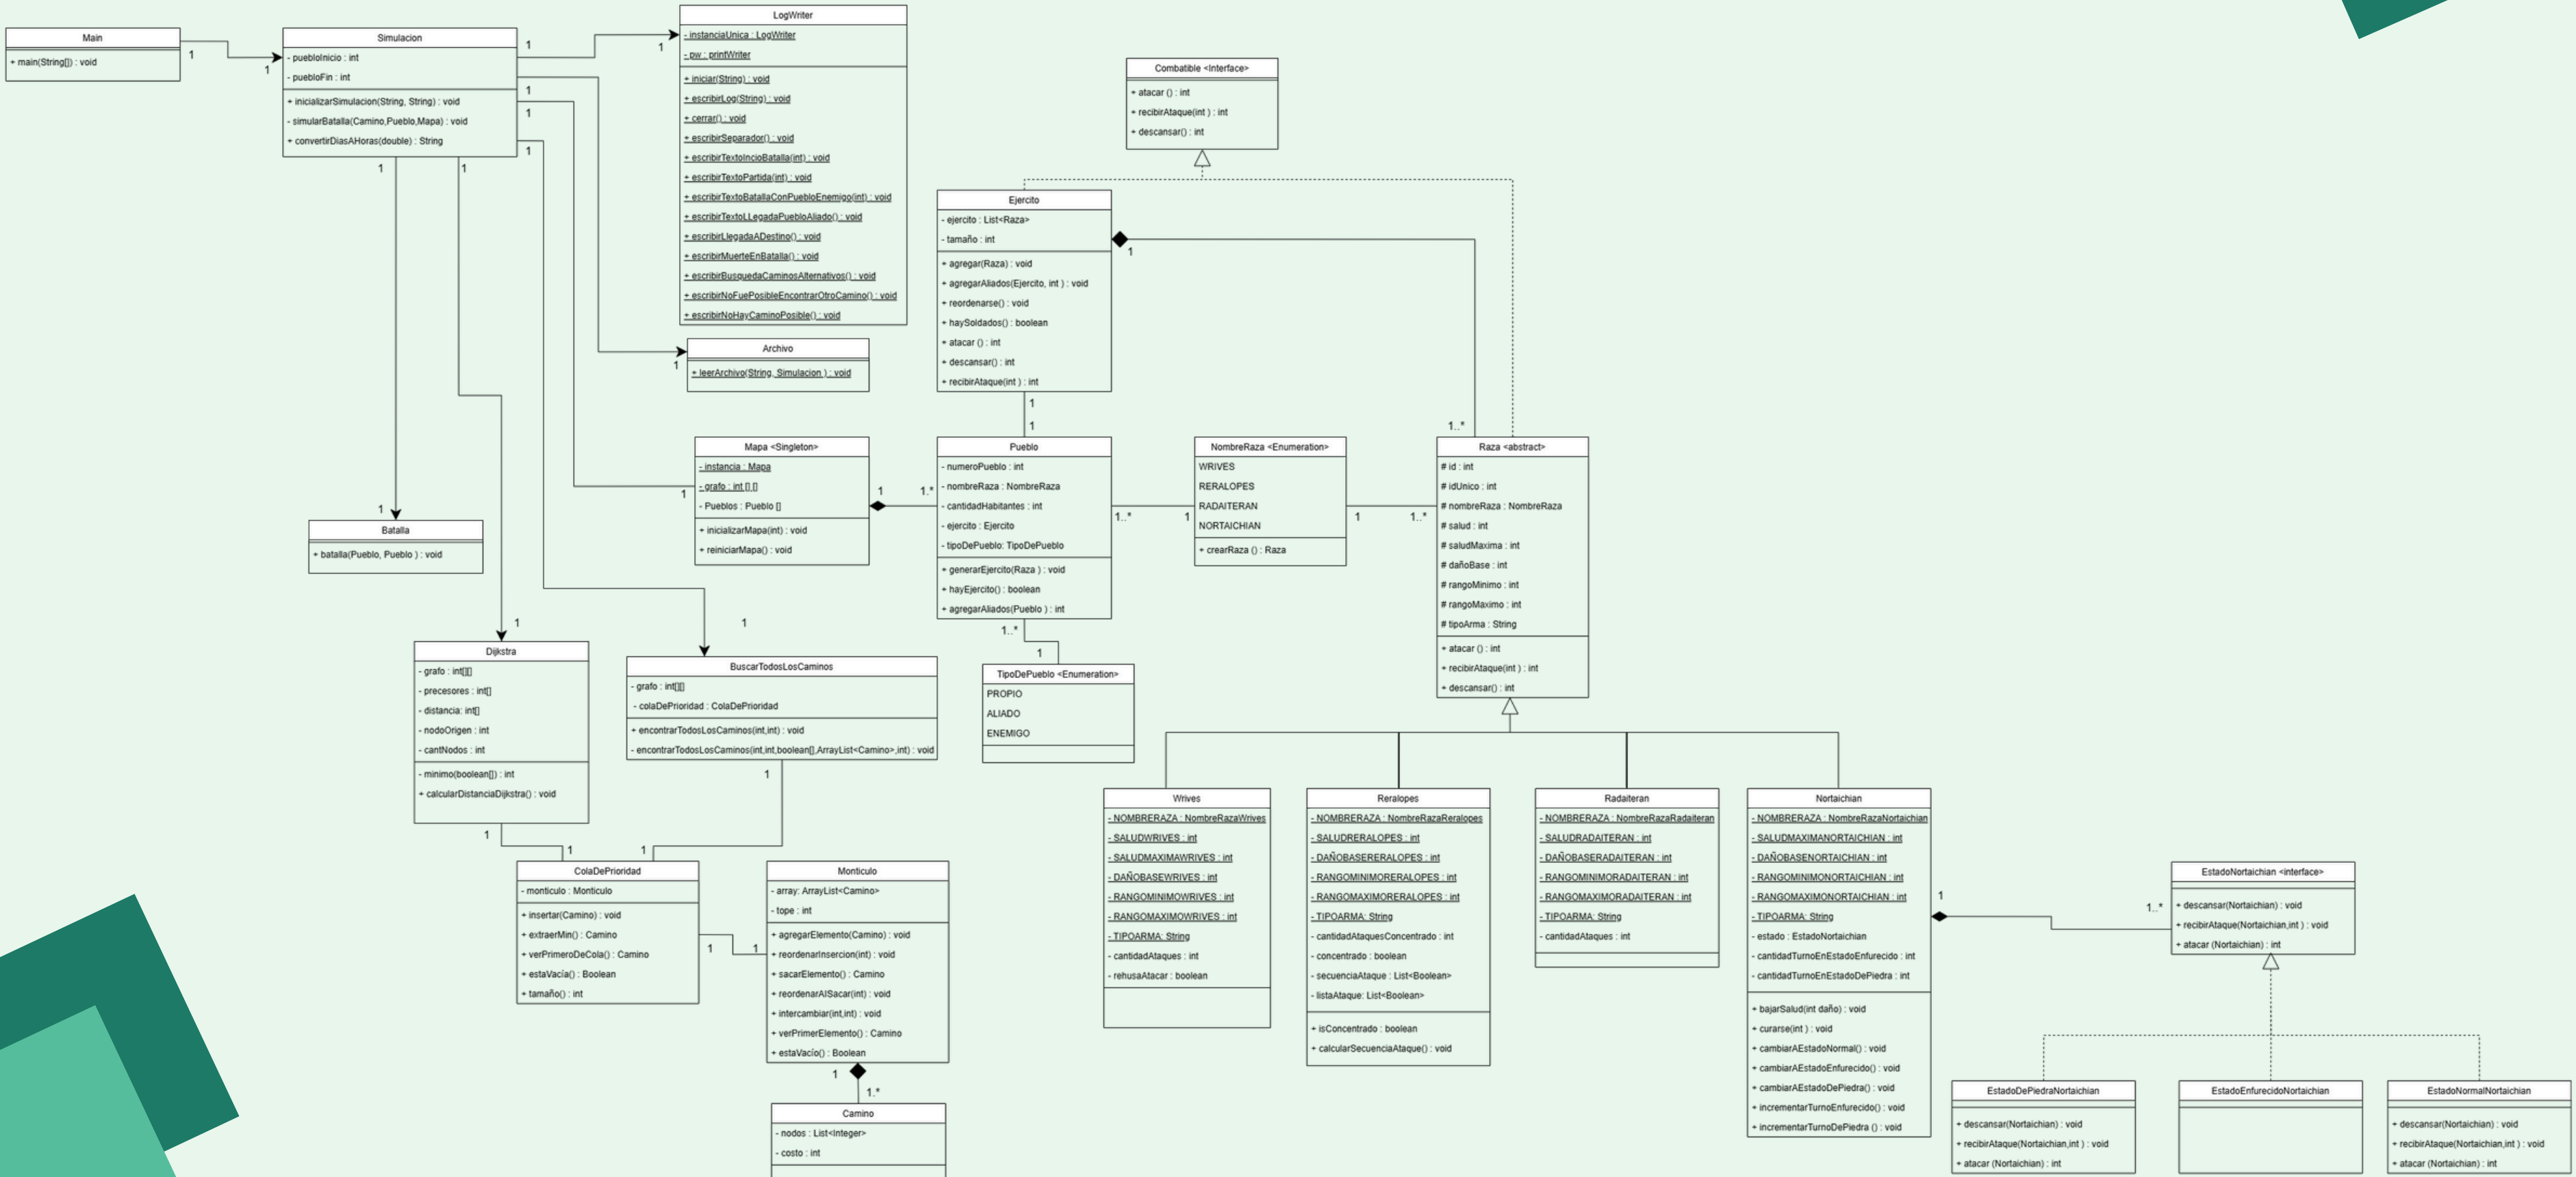 Main
+ main(String[]) : void
1
1
Simulacion
- puebloInicio : int
- puebloFin : int
+ inicializarSimulacion(String, String) : void
- simularBatalla(Camino,Pueblo,Mapa) : void
+ convertirDiasAHoras(double) : String
1
1
1
1
1
1
LogWriter
- instanciaUnica : LogWriter
- pw : printWriter
+ iniciar(String) : void
+ escribirLog(String) : void
+ cerrar() : void
+ escribirSeparador() : void
+ escribirTextoIncioBatalla(int) : void
+ escribirTextoPartida(int) : void
+ escribirTextoBatallaConPuebloEnemigo(int) : void
+ escribirTextoLLegadaPuebloAliado() : void
+ escribirLlegadaADestino() : void
+ escribirMuerteEnBatalla() : void
+ escribirBusquedaCaminosAlternativos() : void
+ escribirNoFuePosibleEncontrarOtroCamino() : void
+ escribirNoHayCaminoPosible() : void
1
Archivo
+ leerArchivo(String, Simulacion ) : void
1
Combatible <Interface>
+ atacar () : int
+ recibirAtaque(int ) : int
+ descansar() : int
Ejercito
- ejercito : List<Raza>
- tamaño : int
+ agregar(Raza) : void
+ agregarAliados(Ejercito, int ) : void
+ reordenarse() : void
+ haySoldados() : boolean
+ atacar () : int
+ descansar() : int
+ recibirAtaque(int ) : int
1
1
1
1..*
Mapa <Singleton>
- instancia : Mapa
- grafo : int [],[]
- Pueblos : Pueblo []
+ inicializarMapa(int) : void
+ reiniciarMapa() : void
1
1
1.*
Pueblo
- numeroPueblo : int
- nombreRaza : NombreRaza
- cantidadHabitantes : int
- ejercito : Ejercito
- tipoDePueblo: TipoDePueblo
+ generarEjercito(Raza ) : void
+ hayEjercito() : boolean
+ agregarAliados(Pueblo ) : int
1..*
1
1..*
1
NombreRaza <Enumeration>
WRIVES
RERALOPES
RADAITERAN
NORTAICHIAN
+ crearRaza () : Raza
1
1..*
Raza <abstract>
# id : int
# idUnico : int
# nombreRaza : NombreRaza
# salud : int
# saludMaxima : int
# dañoBase : int
# rangoMinimo : int
# rangoMaximo : int
# tipoArma : String
+ atacar () : int
+ recibirAtaque(int ) : int
+ descansar() : int
TipoDePueblo <Enumeration>
PROPIO
ALIADO
ENEMIGO
1
Batalla
+ batalla(Pueblo, Pueblo ) : void
1
Dijkstra
- grafo : int[][]
- precesores : int[]
- distancia: int[]
- nodoOrigen : int
- cantNodos : int
- minimo(boolean[]) : int
+ calcularDistanciaDijkstra() : void
1
BuscarTodosLosCaminos
- grafo : int[][]
- colaDePrioridad : ColaDePrioridad
+ encontrarTodosLosCaminos(int,int) : void
- encontrarTodosLosCaminos(int,int,boolean[],ArrayList<Camino>,int) : void
1
1
1
1
ColaDePrioridad
- monticulo : Monticulo
+ insertar(Camino) : void
+ extraerMin() : Camino
+ verPrimeroDeCola() : Camino
+ estaVacía() : Boolean
+ tamaño() : int
1
1
Monticulo
- array: ArrayList<Camino>
- tope : int
+ agregarElemento(Camino) : void
+ reordenarInsercion(int) : void
+ sacarElemento() : Camino
+ reordenarAlSacar(int) : void
+ intercambiar(int,int) : void
+ verPrimerElemento() : Camino
+ estaVacío() : Boolean
1
1.*
Camino
- nodos : List<Integer>
- costo : int
Wrives
- NOMBRERAZA : NombreRazaWrives
- SALUDWRIVES : int
- SALUDMAXIMAWRIVES : int
- DAÑOBASEWRIVES : int
- RANGOMINIMOWRIVES : int
- RANGOMAXIMOWRIVES : int
- TIPOARMA: String
- cantidadAtaques : int
- rehusaAtacar : boolean
Reralopes
- NOMBRERAZA : NombreRazaReralopes
- SALUDRERALOPES : int
- DAÑOBASERERALOPES : int
- RANGOMINIMORERALOPES : int
- RANGOMAXIMORERALOPES : int
- TIPOARMA: String
- cantidadAtaquesConcentrado : int
- concentrado : boolean
- secuenciaAtaque : List<Boolean>
- listaAtaque: List<Boolean>
+ isConcentrado : boolean
+ calcularSecuenciaAtaque() : void
Radaiteran
- NOMBRERAZA : NombreRazaRadaiteran
- SALUDRADAITERAN : int
- DAÑOBASERADAITERAN : int
- RANGOMINIMORADAITERAN : int
- RANGOMAXIMORADAITERAN : int
- TIPOARMA: String
- cantidadAtaques : int
Nortaichian
- NOMBRERAZA : NombreRazaNortaichian
- SALUDMAXIMANORTAICHIAN : int
- DAÑOBASENORTAICHIAN : int
- RANGOMINIMONORTAICHIAN : int
- RANGOMAXIMONORTAICHIAN : int
- TIPOARMA: String
- estado : EstadoNortaichian
- cantidadTurnoEnEstadoEnfurecido : int
- cantidadTurnoEnEstadoDePiedra : int
+ bajarSalud(int daño) : void
+ curarse(int ) : void
+ cambiarAEstadoNormal() : void
+ cambiarAEstadoEnfurecido() : void
+ cambiarAEstadoDePiedra() : void
+ incrementarTurnoEnfurecido() : void
+ incrementarTurnoDePiedra () : void
1
1..*
EstadoNortaichian <interface>
+ descansar(Nortaichian) : void
+ recibirAtaque(Nortaichian,int ) : void
+ atacar (Nortaichian) : int
EstadoDePiedraNortaichian
+ descansar(Nortaichian) : void
+ recibirAtaque(Nortaichian,int ) : void
+ atacar (Nortaichian) : int
EstadoEnfurecidoNortaichian
EstadoNormalNortaichian
+ descansar(Nortaichian) : void
+ recibirAtaque(Nortaichian,int ) : void
+ atacar (Nortaichian) : int